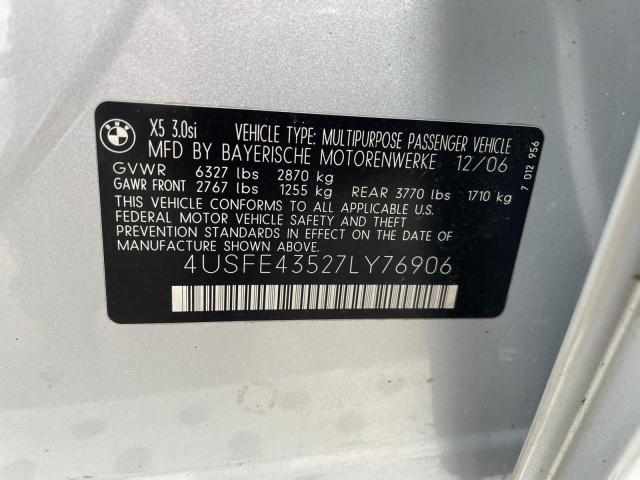 BMW
X5 3.0si VEHICLE TYPE: MULTIPURPOSE PASSENGER VEHICLE
MFD BY BAYERISCHE MOTORENWERKE 12/06
GVWR 6327 lbs 2870 kg
GAWR FRONT 2767 lbs 1255 kg REAR 3770 lbs 1710 kg
THIS VEHICLE CONFORMS TO ALL APPLICABLE U.S.
FEDERAL MOTOR VEHICLE SAFETY AND THEFT
PREVENTION STANDARDS IN EFFECT ON THE DATE OF
MANUFACTURE SHOWN ABOVE
4USFE43527LY76906
7 012 956